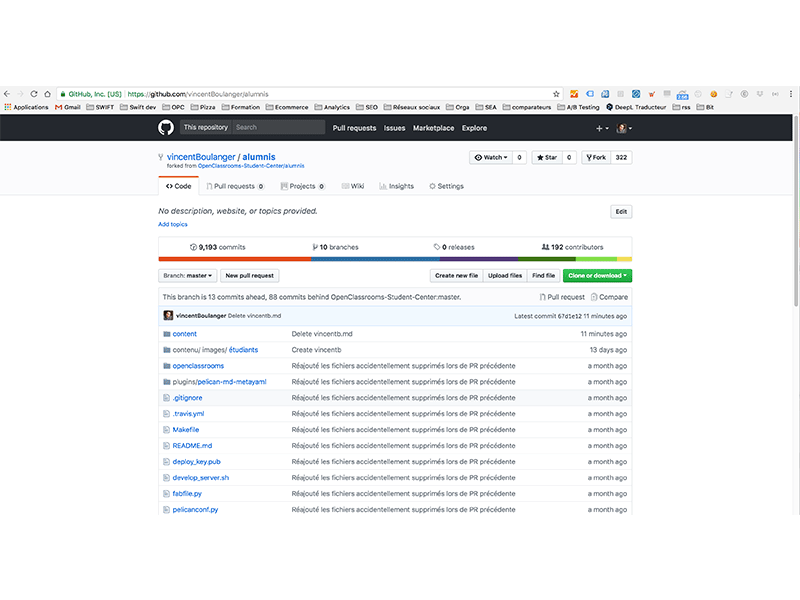 GitHub, Inc. [US] https://github.com/vincentBoulanger/alumnis
Applications Gmail SWIFT Swift dev OPC Pizza Formation Ecommerce Analytics SEO Réseaux sociaux Orga SEA comparateurs A/B Testing DeepL Traducteur rss Bit
This repository Search Pull requests Issues Marketplace Explore
vincentBoulanger / alumnis Watch 0 Star 0 Fork 322
forked from OpenClassrooms-Student-Center/alumnis
Code Pull requests 0 Projects 0 Wiki Insights Settings
No description, website, or topics provided. Edit
Add topics
9,193 commits 10 branches 0 releases 192 contributors
Branch: master New pull request Create new file Upload files Find file Clone or download
This branch is 13 commits ahead, 88 commits behind OpenClassrooms-Student-Center:master. Pull request Compare
vincentBoulanger Delete vincentb.md Latest commit 67d1e12 11 minutes ago
content Delete vincentb.md 11 minutes ago
contenu/ images/ étudiants Create vincentb 13 days ago
openclassrooms Réajouté les fichiers accidentellement supprimés lors de PR précédente a month ago
plugins/pelican-md-metayaml Réajouté les fichiers accidentellement supprimés lors de PR précédente a month ago
.gitignore Réajouté les fichiers accidentellement supprimés lors de PR précédente a month ago
.travis.yml Réajouté les fichiers accidentellement supprimés lors de PR précédente a month ago
Makefile Réajouté les fichiers accidentellement supprimés lors de PR précédente a month ago
README.md Réajouté les fichiers accidentellement supprimés lors de PR précédente a month ago
deploy_key.pub Réajouté les fichiers accidentellement supprimés lors de PR précédente a month ago
develop_server.sh Réajouté les fichiers accidentellement supprimés lors de PR précédente a month ago
fabfile.py Réajouté les fichiers accidentellement supprimés lors de PR précédente a month ago
pelicanconf.py Réajouté les fichiers accidentellement supprimés lors de PR précédente a month ago